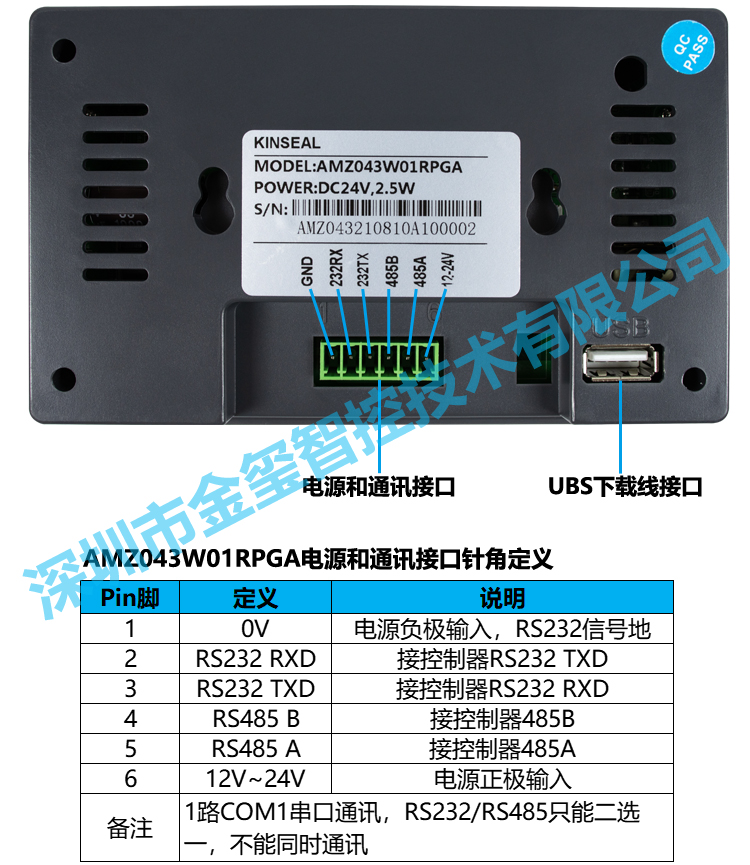 QC
PASS
KINSEAL
MODEL:AMZ043W01RPGA
POWER:DC24V,2.5W
S/N:
AMZ043210810A100002
GND
232RX
232TX
485B
485A
12-24V
1
6
USB
电源和通讯接口
UBS下载线接口
深圳市金玺智控技术有限公司
AMZ043W01RPGA电源和通讯接口针角定义
Pin脚 定义 说明
1 0V 电源负极输入，RS232信号地
2 RS232 RXD 接控制器RS232 TXD
3 RS232 TXD 接控制器RS232 RXD
4 RS485 B 接控制器485B
5 RS485 A 接控制器485A
6 12V~24V 电源正极输入
备注 1路COM1串口通讯，RS232/RS485只能二选
一，不能同时通讯